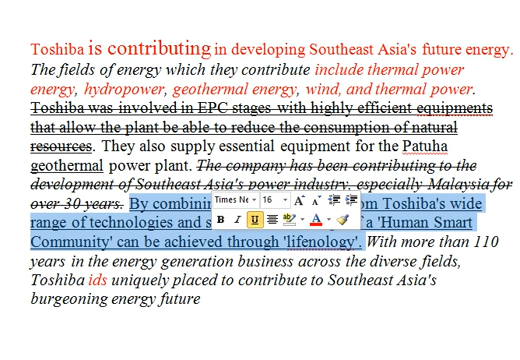 Toshiba is contributing in developing Southeast Asia's future energy.
The fields of energy which they contribute include thermal power
energy, hydropower, geothermal energy, wind, and thermal power.
Toshiba was involved in EPC stages with highly efficient equipments
that allow the plant be able to reduce the consumption of natural
resources. They also supply essential equipment for the Patuha
geothermal power plant. The company has been contributing to the
development of Southeast Asia's power industry, especially Malaysia for
over 30 years. By combinin Times Ne 16 om Toshiba's wide
range of technologies and s B I U A a 'Human Smart
Community' can be achieved through 'lifenology'. With more than 110
years in the energy generation business across the diverse fields,
Toshiba ids uniquely placed to contribute to Southeast Asia's
burgeoning energy future